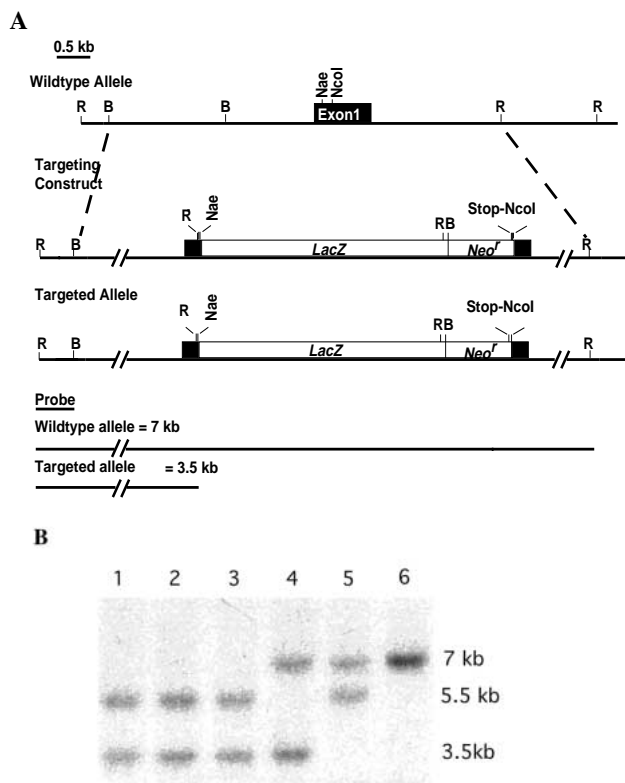 A
0.5 kb
Wildtype Allele
R B B Nae NcoI R R
Exon1
Targeting
Construct
R Nae Stop-NcoI
R B RB R
LacZ Neoʳ
Targeted Allele
R Nae Stop-NcoI
R B RB R
LacZ Neoʳ
Probe
Wildtype allele = 7 kb
Targeted allele = 3.5 kb
B
1 2 3 4 5 6
7 kb
5.5 kb
3.5kb